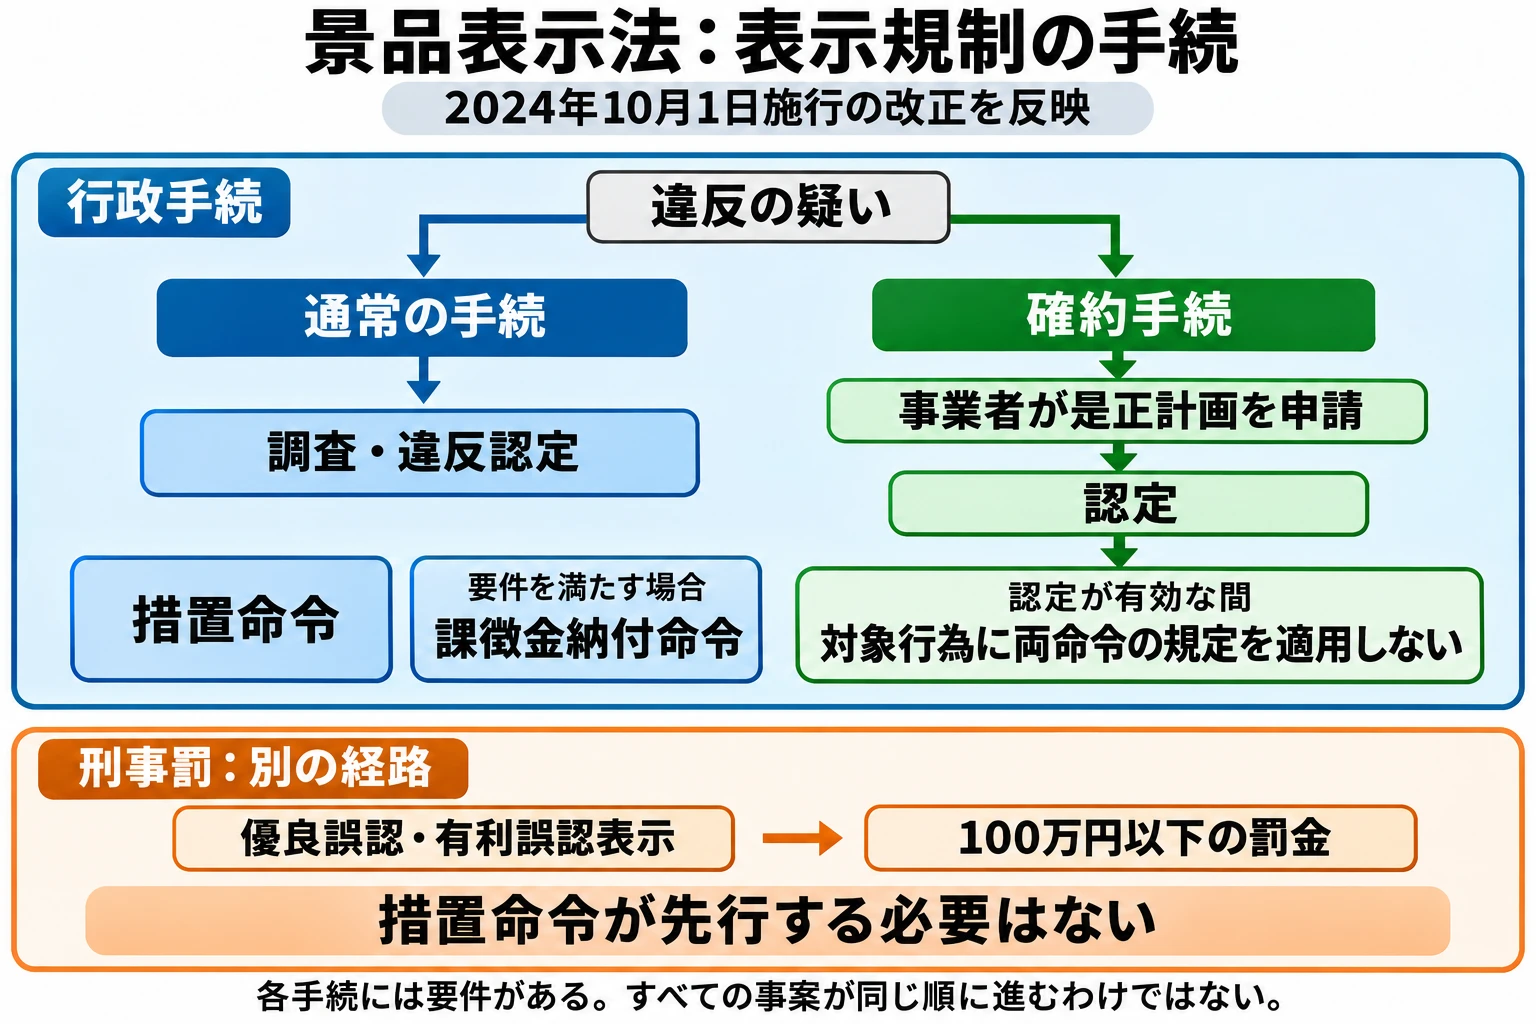 景品表示法：表示規制の手続
2024年10月1日施行の改正を反映
行政手続
違反の疑い
通常の手続
調査・違反認定
措置命令
要件を満たす場合
課徴金納付命令
確約手続
事業者が是正計画を申請
認定
認定が有効な間
対象行為に両命令の規定を適用しない
刑事罰：別の経路
優良誤認・有利誤認表示
100万円以下の罰金
措置命令が先行する必要はない
各手続には要件がある。すべての事案が同じ順に進むわけではない。